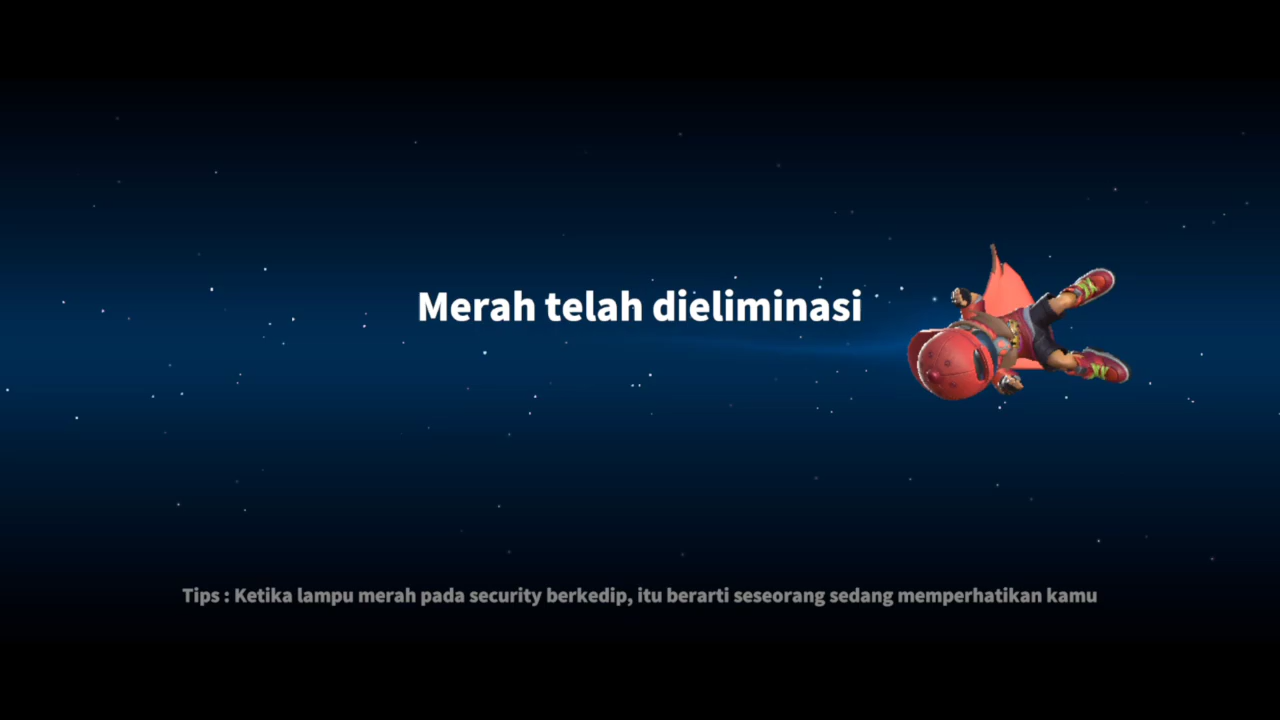 Merah telah dieliminasi
Tips : Ketika lampu merah pada security berkedip, itu berarti seseorang sedang memperhatikan kamu